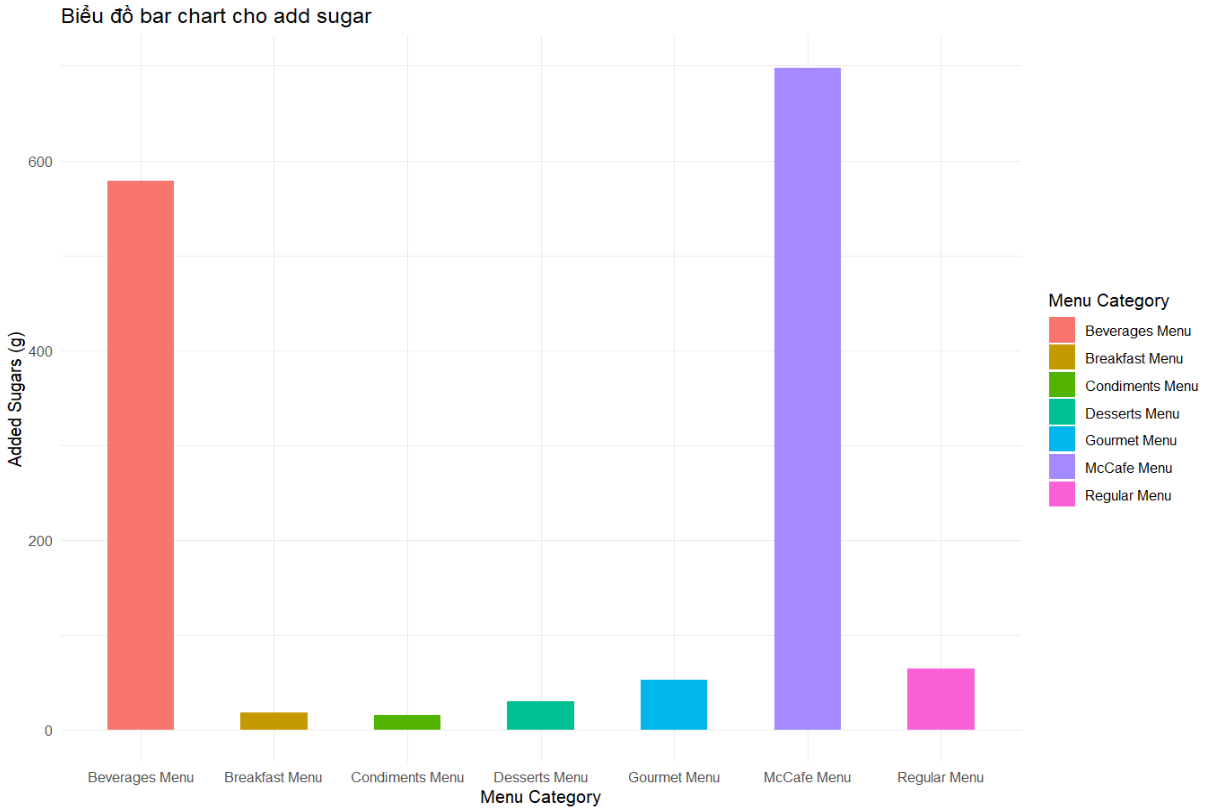 Biểu đồ bar chart cho add sugar
Added Sugars (g)
600
400
200
0
Beverages Menu
Breakfast Menu
Condiments Menu
Desserts Menu
Gourmet Menu
McCafe Menu
Regular Menu
Menu Category
Menu Category
Beverages Menu
Breakfast Menu
Condiments Menu
Desserts Menu
Gourmet Menu
McCafe Menu
Regular Menu